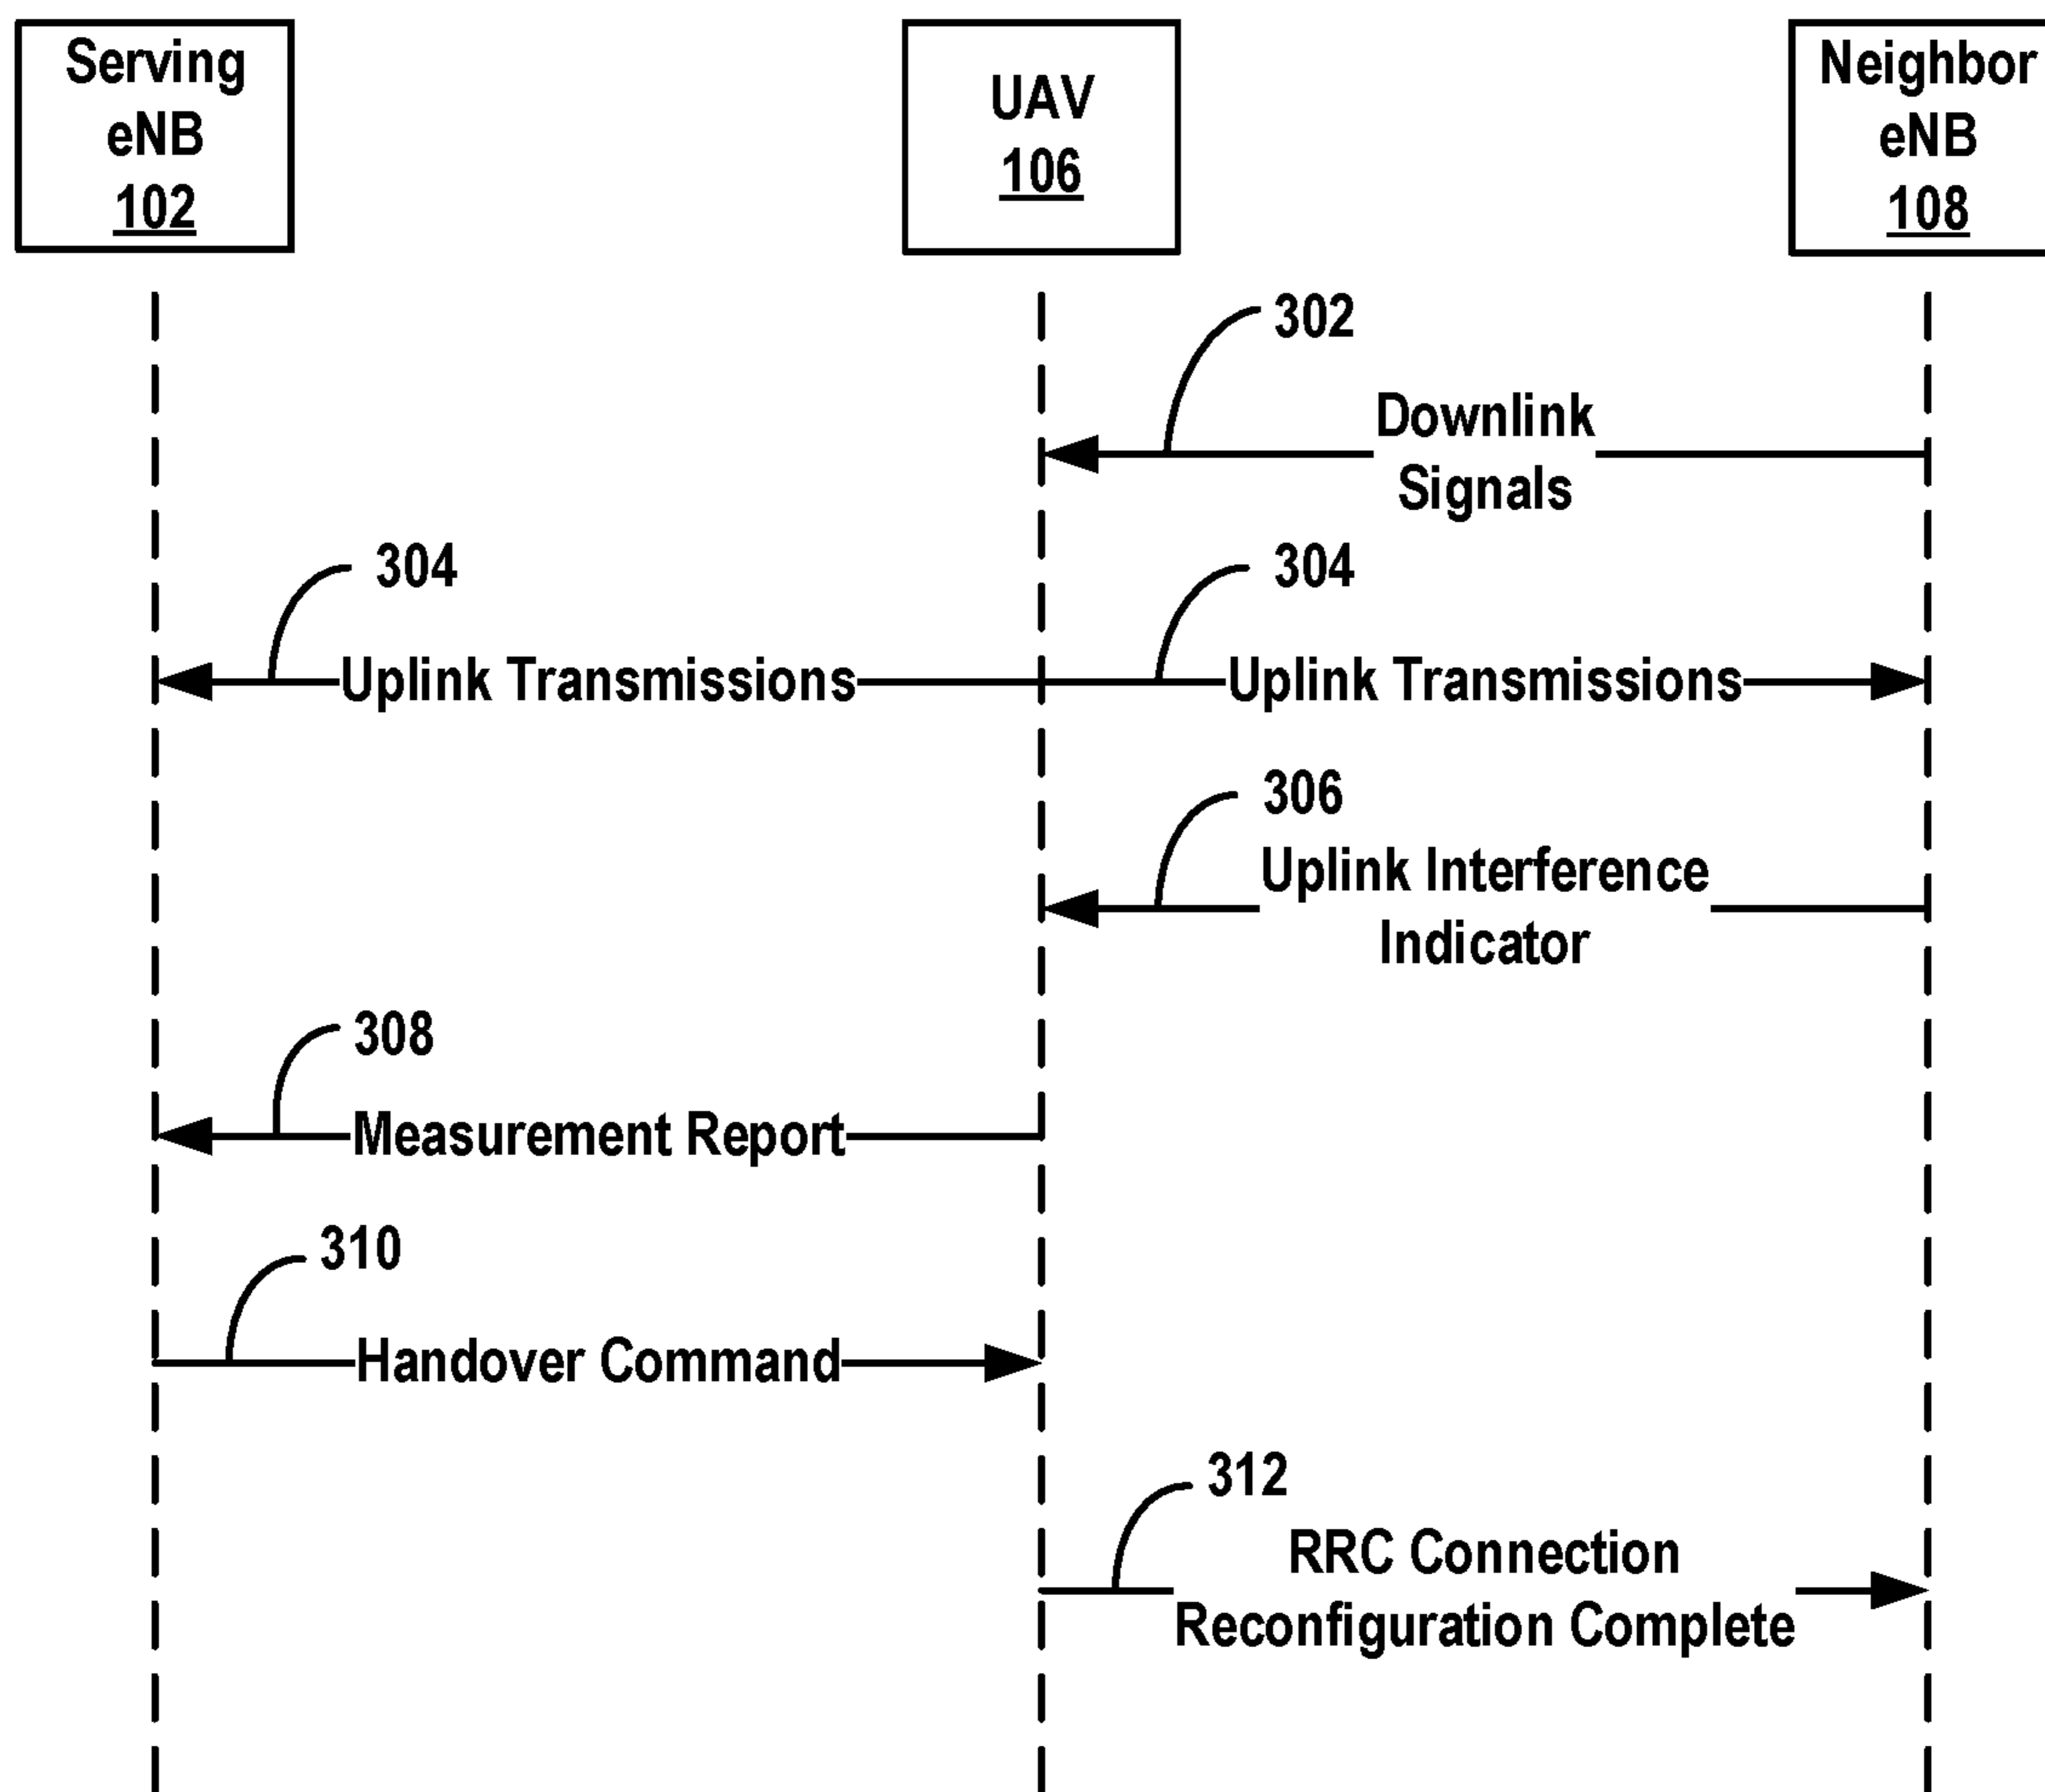 Serving
eNB
102
UAV
106
Neighbor
eNB
108
302
Downlink
Signals
304
Uplink Transmissions
304
Uplink Transmissions
306
Uplink Interference
Indicator
308
Measurement Report
310
Handover Command
312
RRC Connection
Reconfiguration Complete